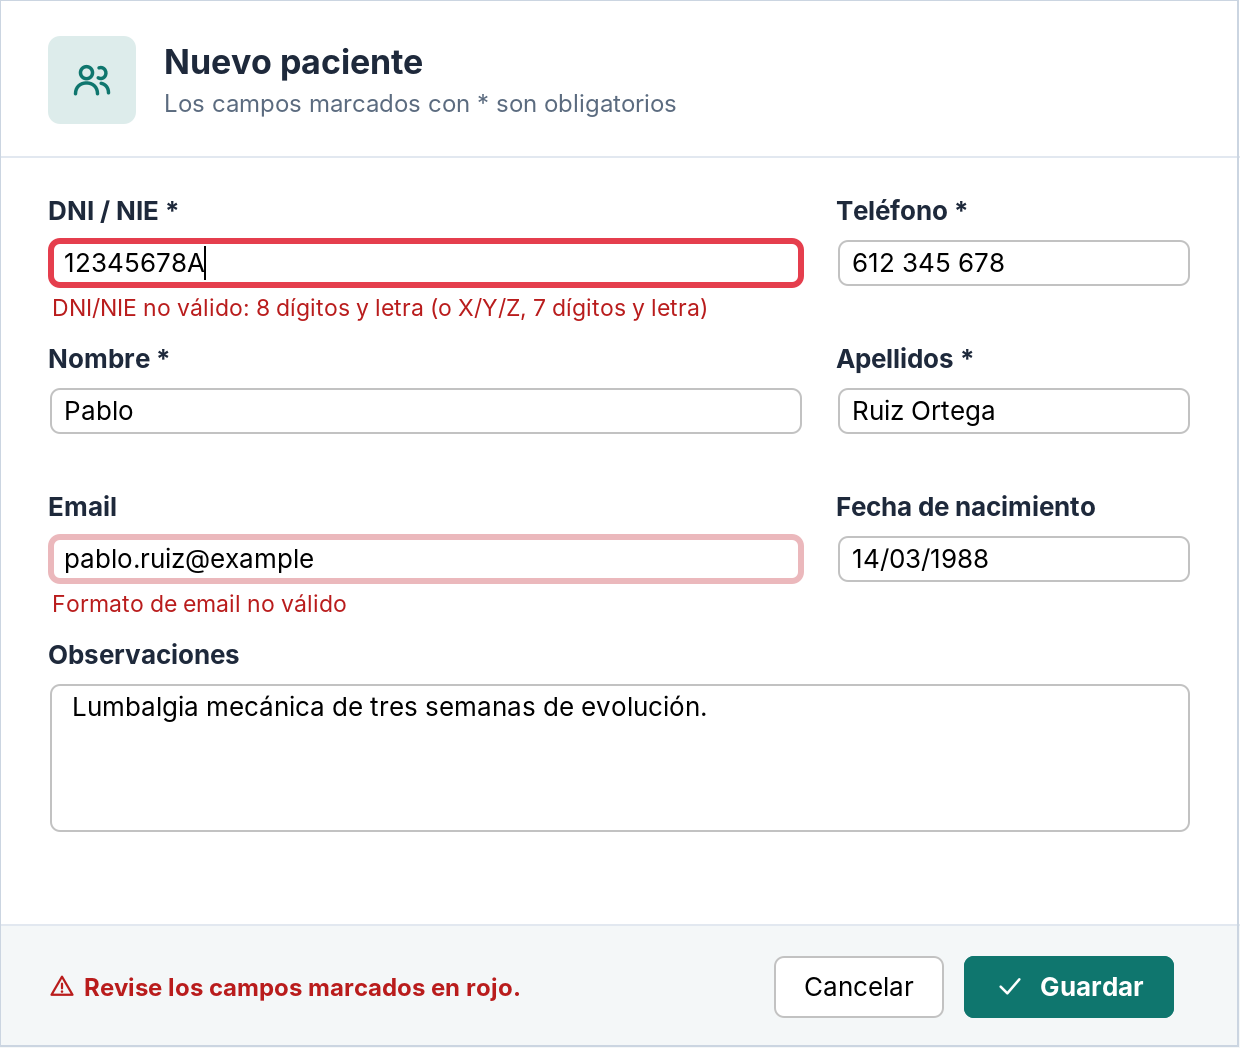 Nuevo paciente
Los campos marcados con * son obligatorios
DNI / NIE *
Teléfono *
12345678A
612 345 678
DNI/NIE no válido: 8 dígitos y letra (o X/Y/Z, 7 dígitos y letra)
Nombre *
Apellidos *
Pablo
Ruiz Ortega
Email
Fecha de nacimiento
pablo.ruiz@example
14/03/1988
Formato de email no válido
Observaciones
Lumbalgia mecánica de tres semanas de evolución.
Revise los campos marcados en rojo.
Cancelar
Guardar